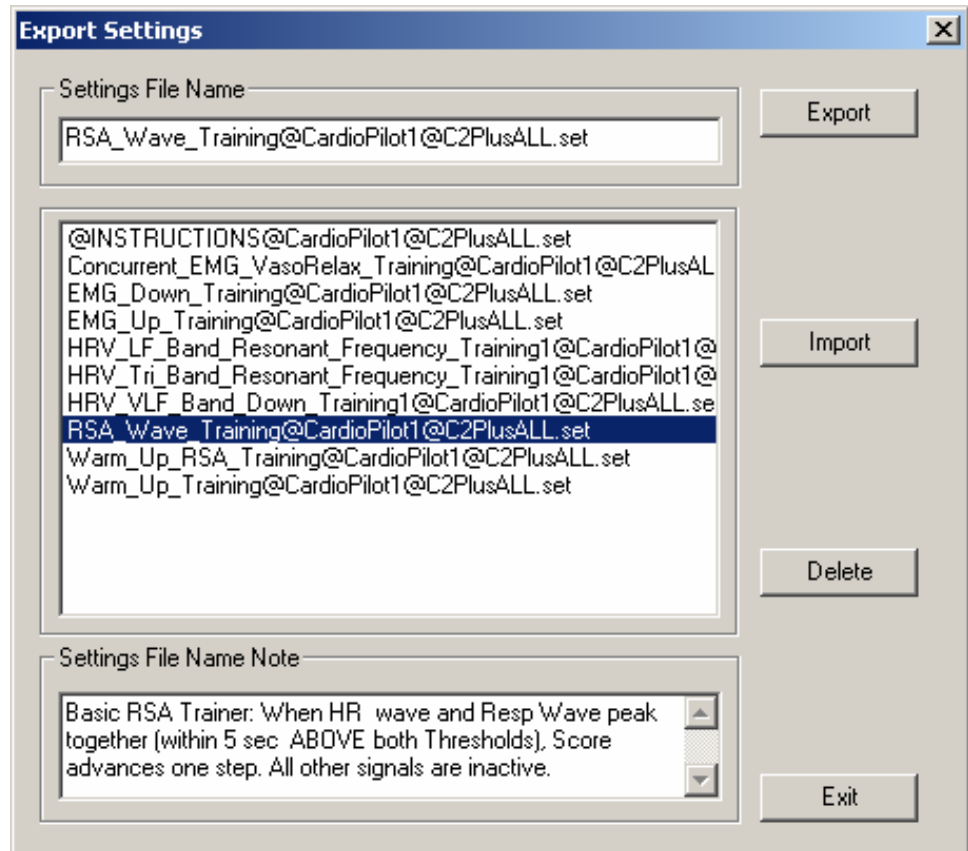 Export Settings
Settings File Name
RSA_Wave_Training@CardioPilot1@C2PlusALL.set
Export
@INSTRUCTIONS@CardioPilot1@C2PlusALL.set
Concurrent_EMG_VasoRelax_Training@CardioPilot1@C2PlusAL
EMG_Down_Training@CardioPilot1@C2PlusALL.set
EMG_Up_Training@CardioPilot1@C2PlusALL.set
HRV_LF_Band_Resonant_Frequency_Training1@CardioPilot1@
HRV_Tri_Band_Resonant_Frequency_Training1@CardioPilot1@
HRV_VLF_Band_Down_Training1@CardioPilot1@C2PlusALL.se
RSA_Wave_Training@CardioPilot1@C2PlusALL.set
Warm_Up_RSA_Training@CardioPilot1@C2PlusALL.set
Warm_Up_Training@CardioPilot1@C2PlusALL.set
Import
Delete
Settings File Name Note
Basic RSA Trainer: When HR  wave and Resp Wave peak
together (within 5 sec  ABOVE both Thresholds), Score
advances one step. All other signals are inactive.
Exit